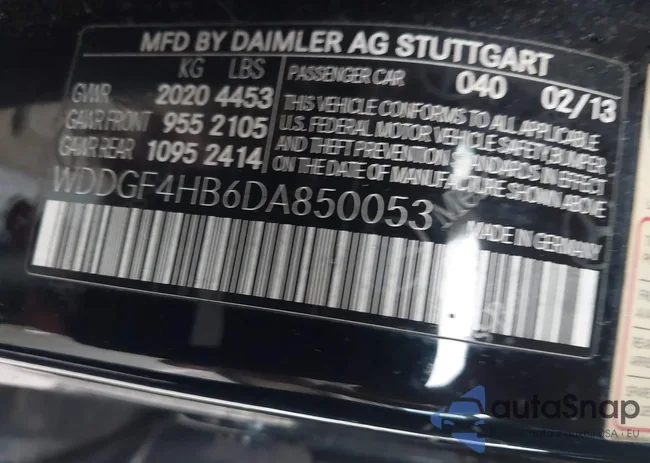 MFD BY DAIMLER AG STUTTGART
KG LBS
GVWR 2020 4453
GAWR FRONT 955 2105
GAWR REAR 1095 2414
PASSENGER CAR 040 02/13
THIS VEHICLE CONFORMS TO ALL APPLICABLE
U.S. FEDERAL MOTOR VEHICLE SAFETY, BUMPER
AND THEFT PREVENTION STANDARDS IN EFFECT
ON THE DATE OF MANUFACTURE SHOWN ABOVE
WDDGF4HB6DA850053
MADE IN GERMANY
autoSnap